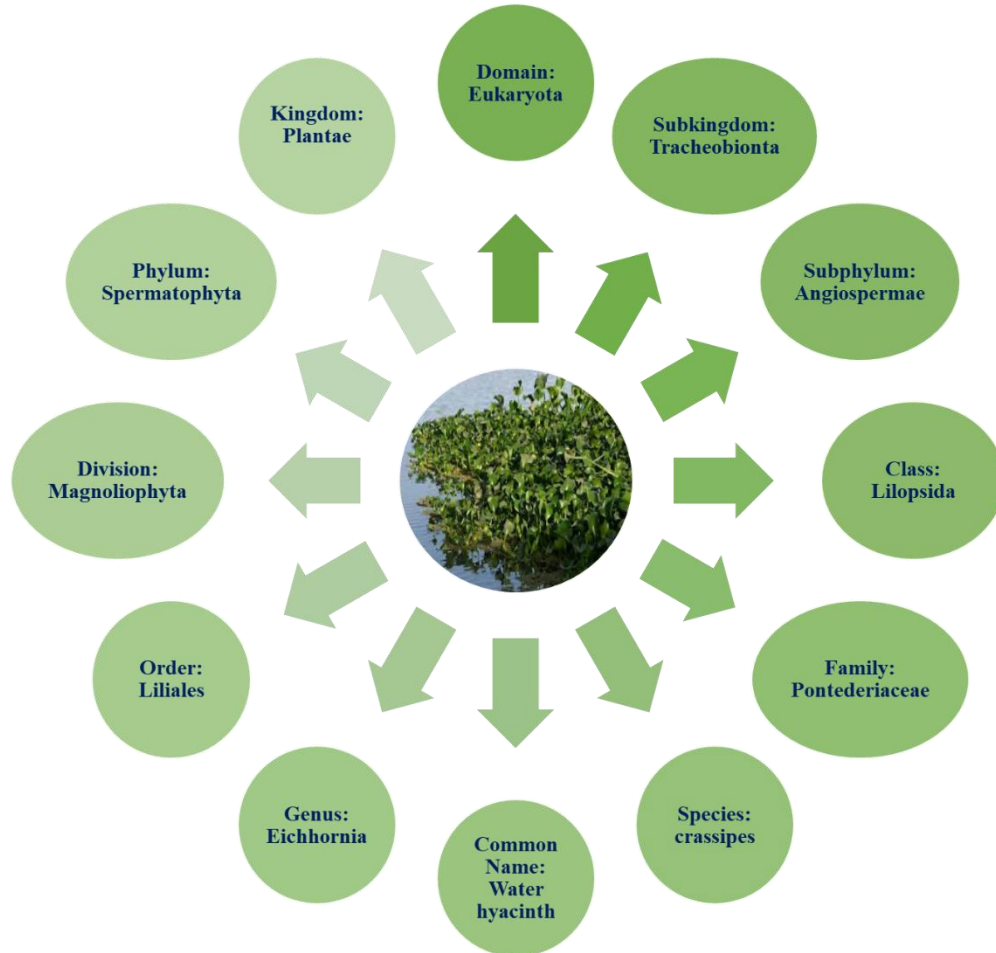 Domain:
Eukaryota
Subkingdom:
Tracheobionta
Subphylum:
Angiospermae
Class:
Lilopsida
Family:
Pontederiaceae
Species:
crassipes
Common
Name:
Water
hyacinth
Genus:
Eichhornia
Order:
Liliales
Division:
Magnoliophyta
Phylum:
Spermatophyta
Kingdom:
Plantae